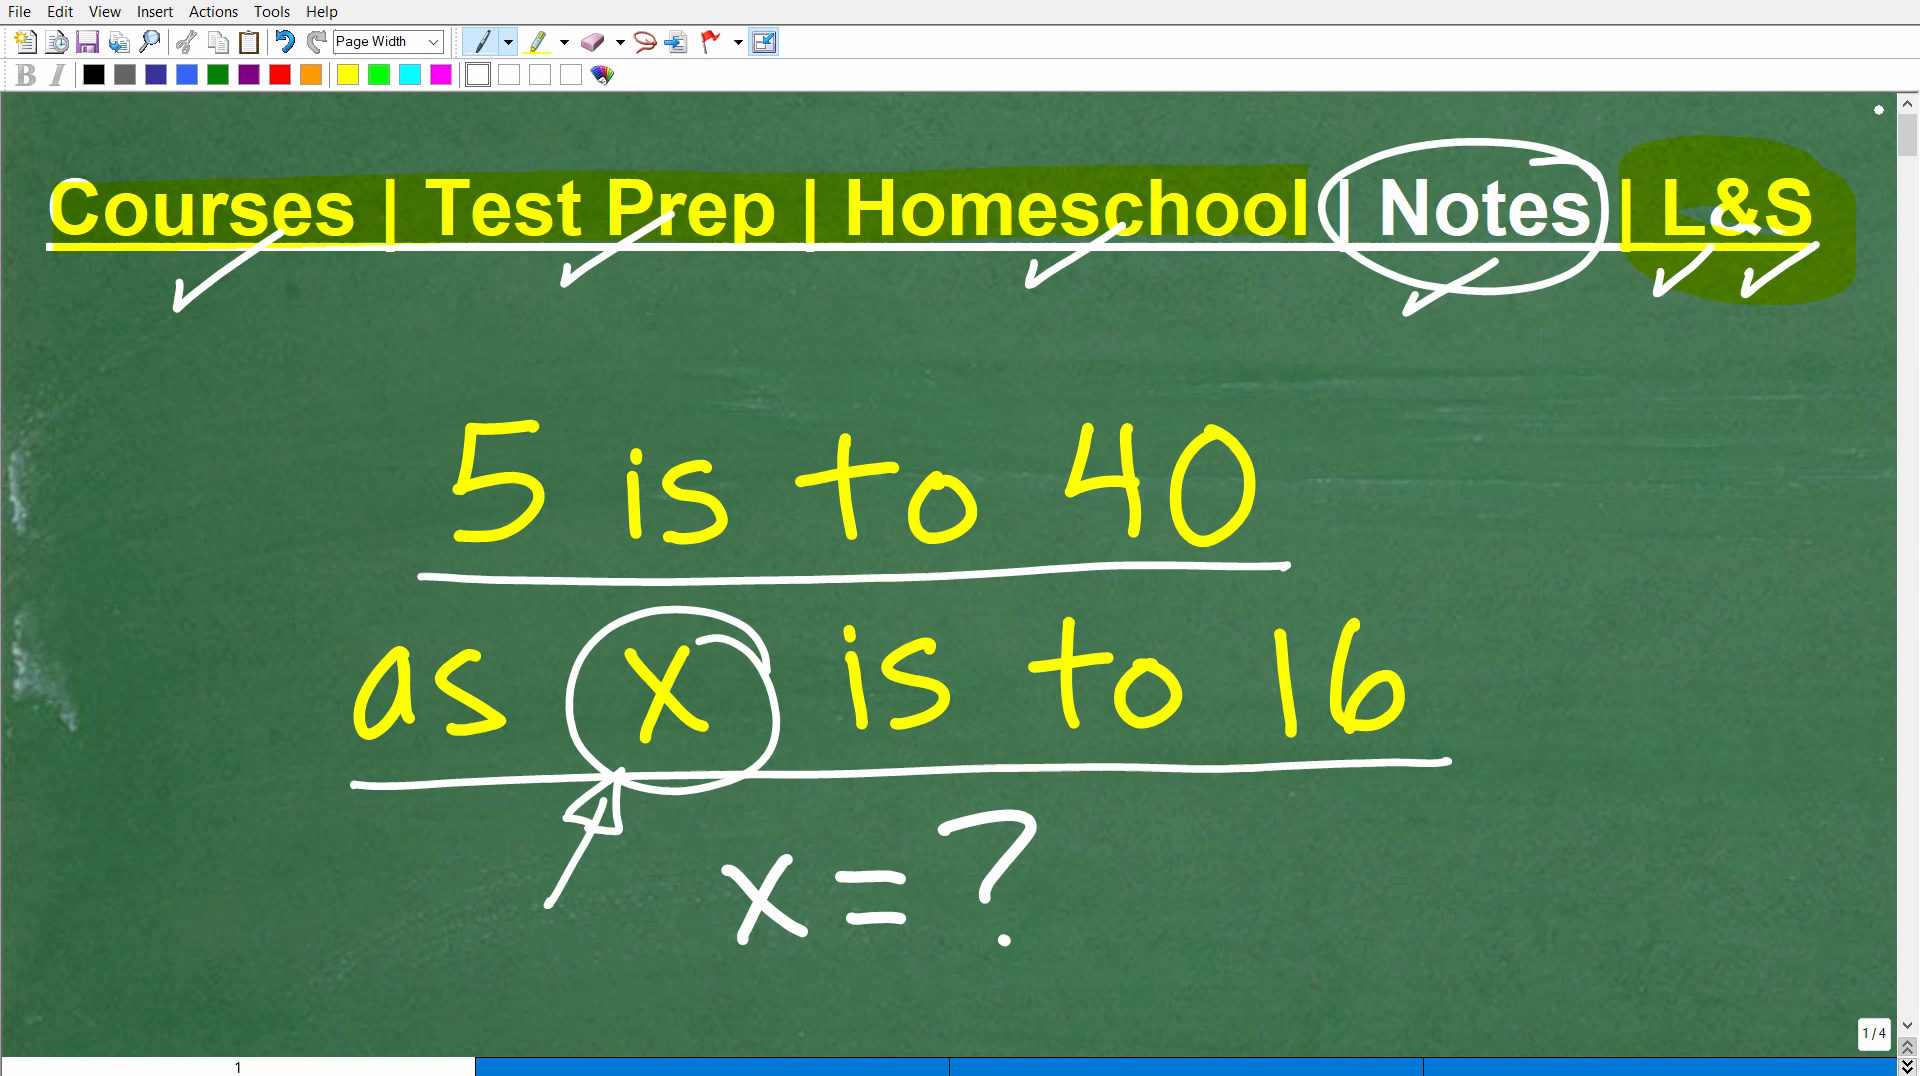 File Edit View Insert Actions Tools Help
Page Width
B I
Courses | Test Prep | Homeschool | Notes | L&S
5 is to 40
as x is to 16
x = ?
1 / 4
1